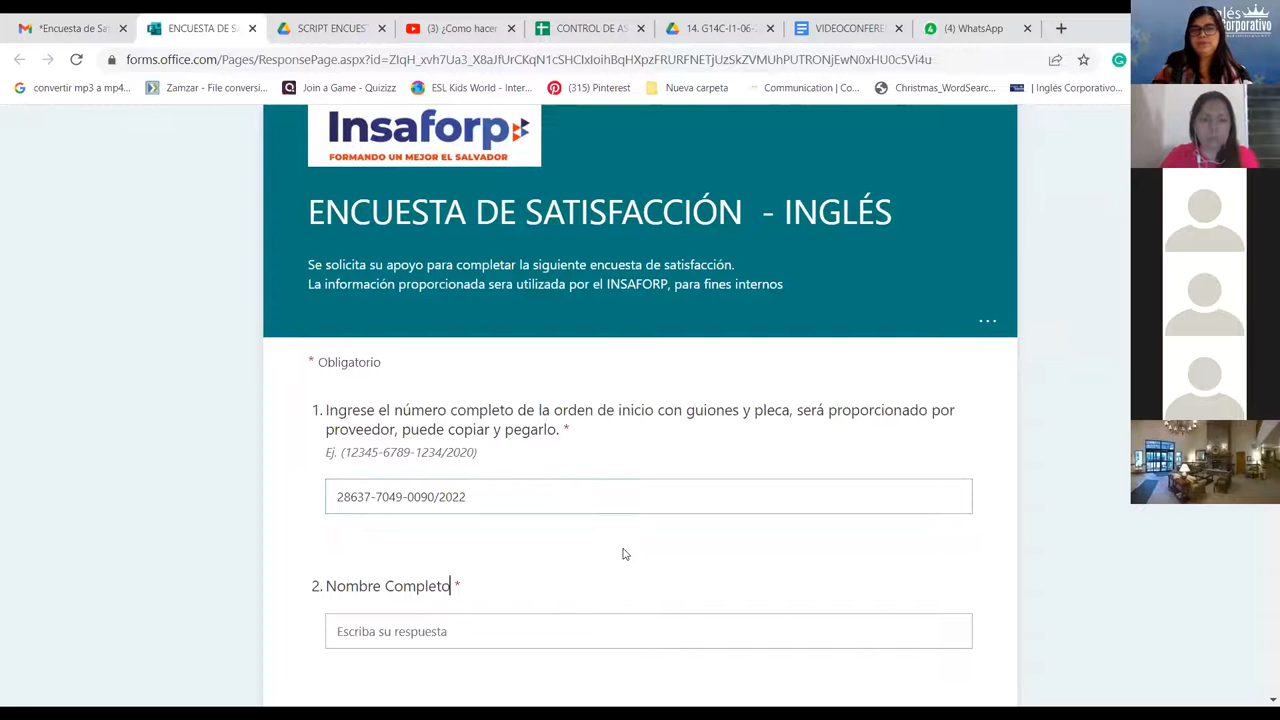 *Encuesta de Sa
ENCUESTA DE S
SCRIPT ENCUES
(3) ¿Como hacc
CONTROL DE AS
14. G14C-I1-06-
VIDEOCONFERE
(4) WhatsApp
forms.office.com/Pages/ResponsePage.aspx?id=ZIqH_
convertir mp3 a mp4...
Zamzar - File conversi...
Join a Game - Quizizz
ESL Kids World - Inter...
(315) Pinterest
Nueva carpeta
Communication | Co...
Christmas_WordSearc...
| Inglés Corporativo...
Insaforp
FORMANDO UN MEJOR EL SALVADOR
ENCUESTA DE SATISFACCIÓN - INGLÉS
Se solicita su apoyo para completar la siguiente encuesta de satisfacción.
La información proporcionada sera utilizada por el INSAFORP, para fines internos
...
* Obligatorio
1. Ingrese el número completo de la orden de inicio con guiones y pleca, será proporcionado por
proveedor, puede copiar y pegarlo. *
Ej. (12345-6789-1234/2020)
28637-7049-0090/2022
2. Nombre Completo *
Escriba su respuesta